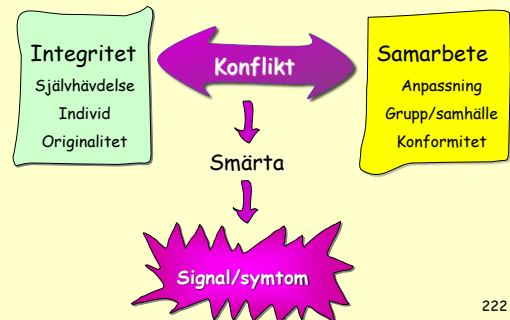 Integritet
Självhävdelse
Individ
Originalitet
Konflikt
Samarbete
Anpassning
Grupp/samhälle
Konformitet
Smärta
Signal/symtom
222